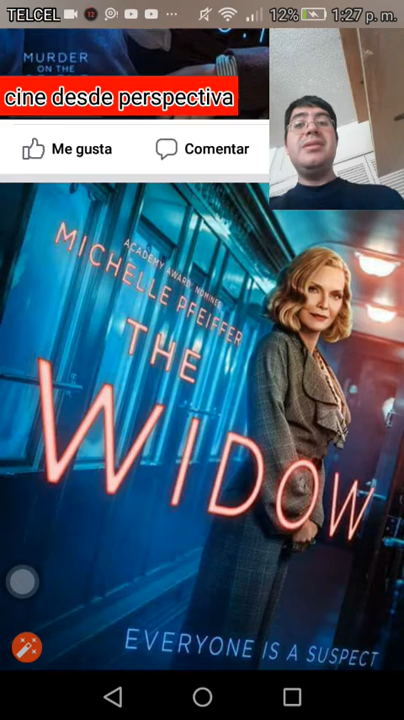 TELCEL 12% 1:27 p. m.
MURDER
ON THE
cine desde perspectiva
Me gusta Comentar
ACADEMY AWARD NOMINEE
MICHELLE PFEIFFER
THE
WIDOW
EVERYONE IS A SUSPECT